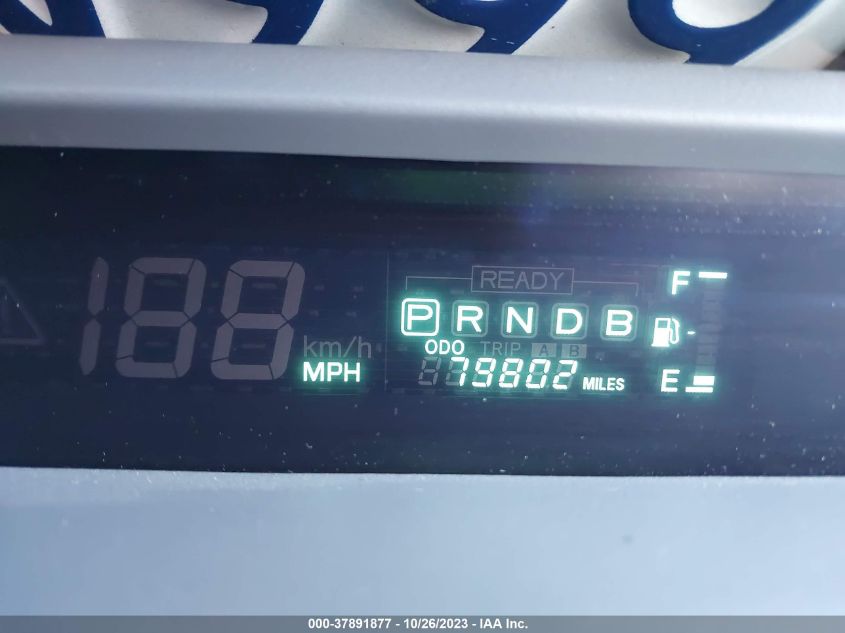 READY
F
P R N D B
188
km/h
ODO TRIP A B
MPH
79802 MILES
E
000-37891877 - 10/26/2023 - IAA Inc.